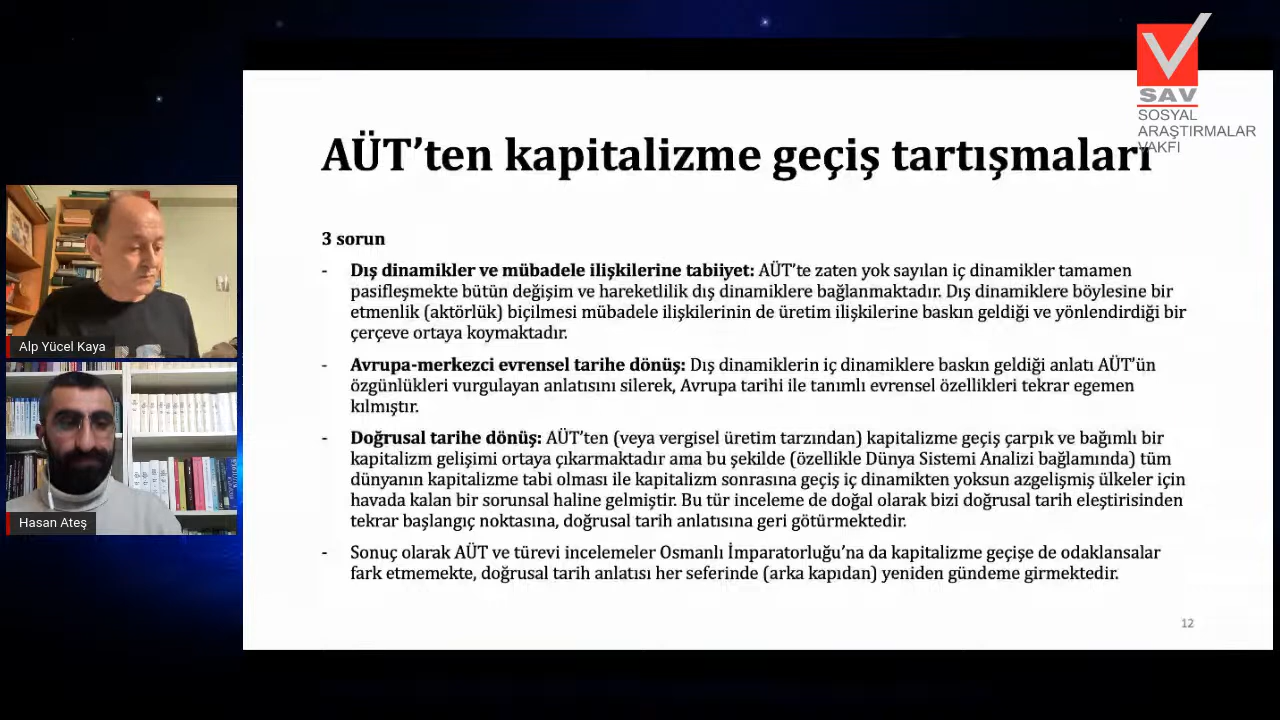 SAV
SOSYAL
ARAŞTIRMALAR
VAKFI
AÜT’ten kapitalizme geçiş tartışmaları
3 sorun
- Dış dinamikler ve mübadele ilişkilerine tabiiyet: AÜT’te zaten yok sayılan iç dinamikler tamamen
pasifleşmekte bütün değişim ve hareketlilik dış dinamiklere bağlanmaktadır. Dış dinamiklere böylesine bir
etmenlik (aktörlük) biçilmesi mübadele ilişkilerinin de üretim ilişkilerine baskın geldiği ve yönlendirdiği bir
çerçeve ortaya koymaktadır.
- Avrupa-merkezci evrensel tarihe dönüş: Dış dinamiklerin iç dinamiklere baskın geldiği anlatı AÜT’ün
özgünlükleri vurgulayan anlatısını silerek, Avrupa tarihi ile tanımlı evrensel özellikleri tekrar egemen
kılmıştır.
- Doğrusal tarihe dönüş: AÜT’ten (veya vergisel üretim tarzından) kapitalizme geçiş çarpık ve bağımlı bir
kapitalizm gelişimi ortaya çıkarmaktadır ama bu şekilde (özellikle Dünya Sistemi Analizi bağlamında) tüm
dünyanın kapitalizme tabi olması ile kapitalizm sonrasına geçiş iç dinamikten yoksun azgelişmiş ülkeler için
havada kalan bir sorunsal haline gelmiştir. Bu tür inceleme de doğal olarak bizi doğrusal tarih eleştirisinden
tekrar başlangıç noktasına, doğrusal tarih anlatısına geri götürmektedir.
- Sonuç olarak AÜT ve türevi incelemeler Osmanlı İmparatorluğu’na da kapitalizme geçişe de odaklansalar
fark etmemekte, doğrusal tarih anlatısı her seferinde (arka kapıdan) yeniden gündeme girmektedir.
12
Alp Yücel Kaya
Hasan Ateş